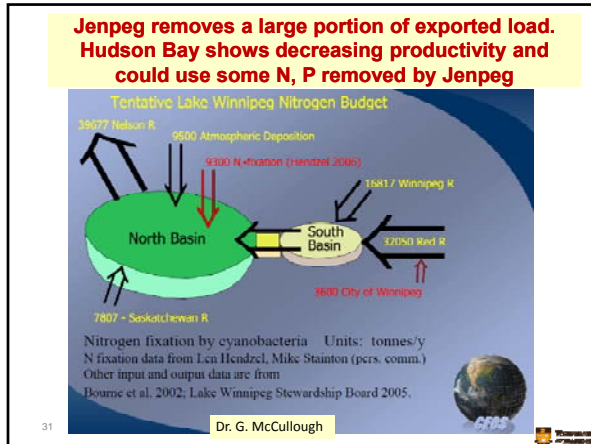 Jenpeg removes a large portion of exported load.
Hudson Bay shows decreasing productivity and
could use some N, P removed by Jenpeg
Tentative Lake Winnipeg Nitrogen Budget
39677 Nelson R
9500 Atmospheric Deposition
9300 N-fixation (Hendzel 2006)
16817 Winnipeg R
North Basin
South
Basin
32050 Red R
3600 City of Winnipeg
7807 - Saskatchewan R
Nitrogen fixation by cyanobacteria Units: tonnes/y
N fixation data from Len Hendzel, Mike Stainton (pers. comm.)
Other input and output data are from
Bourne et al. 2002; Lake Winnipeg Stewardship Board 2005.
CEOS
31
Dr. G. McCullough